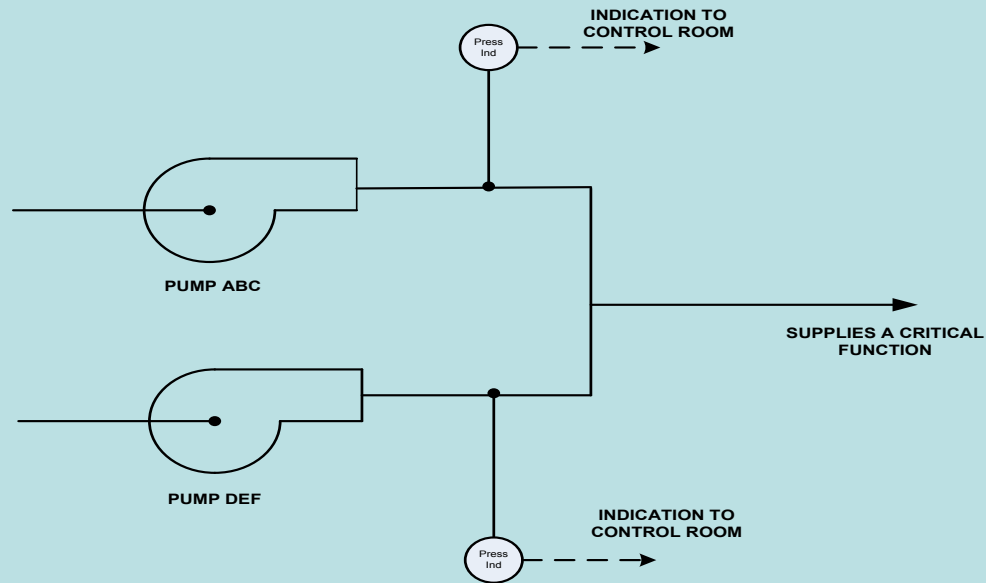 INDICATION TO
CONTROL ROOM
Press
Ind
PUMP ABC
SUPPLIES A CRITICAL
FUNCTION
PUMP DEF
INDICATION TO
CONTROL ROOM
Press
Ind